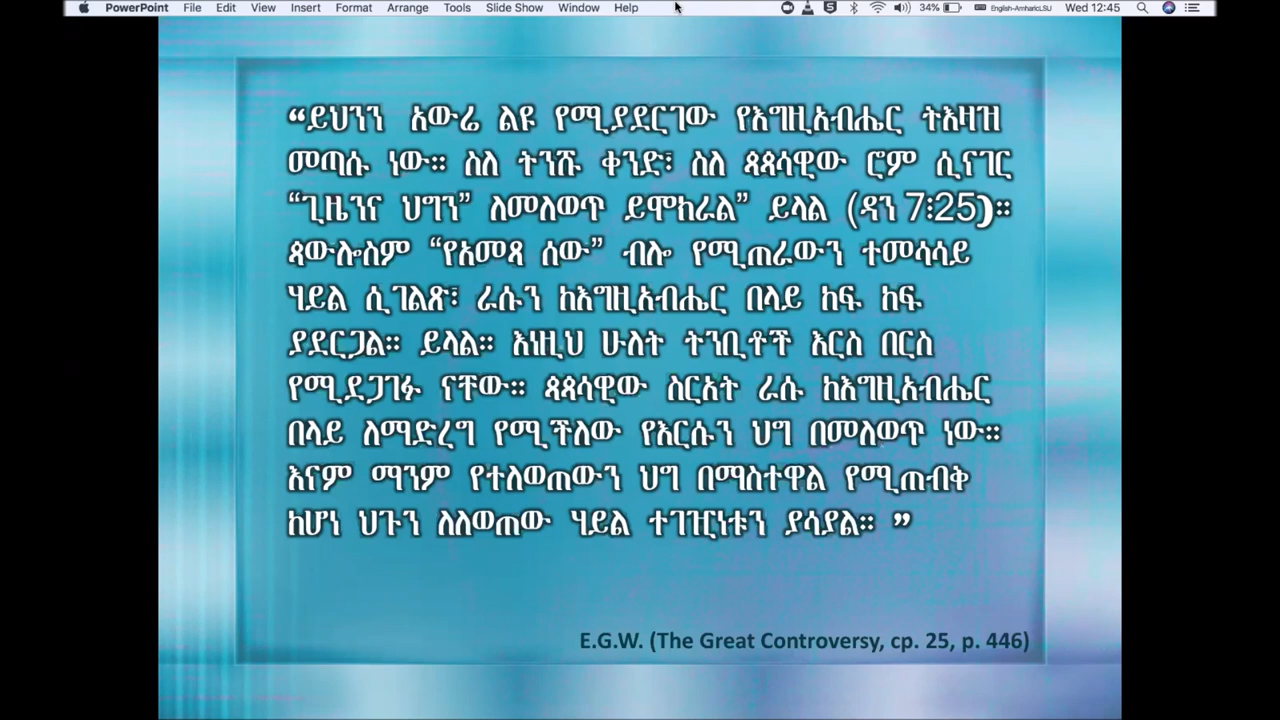 PowerPoint File Edit View Insert Format Arrange Tools Slide Show Window Help 34% English-AmharicLSU Wed 12:45
“ይህንን አውሬ ልዩ የሚያደርገው የእግዚአብሔር ትእዛዝ
መጣሱ ነው። ስለ ትንሹ ቀንድ፣ ስለ ጳጳሳዊው ሮም ሲናገር
“ጊዜንና ህግን” ለመለወጥ ይሞከራል” ይላል (ዳን 7፡25)።
ጳውሎስም “የአመጻ ሰው” ብሎ የሚጠራውን ተመሳሳይ
ሃይል ሲገልጽ፣ ራሱን ከእግዚአብሔር በላይ ከፍ ከፍ
ያደርጋል። ይላል። እነዚህ ሁለት ትንቢቶች እርስ በርስ
የሚደጋገፉ ናቸው። ጳጳሳዊው ስርአት ራሱ ከእግዚአብሔር
በላይ ለማድረግ የሚችለው የእርሱን ህግ በመለወጥ ነው።
እናም ማንም የተለወጠውን ህግ በማስተዋል የሚጠብቅ
ከሆነ ህጉን ለለወጠው ሃይል ተገዢነቱን ያሳያል። ”
E.G.W. (The Great Controversy, cp. 25, p. 446)